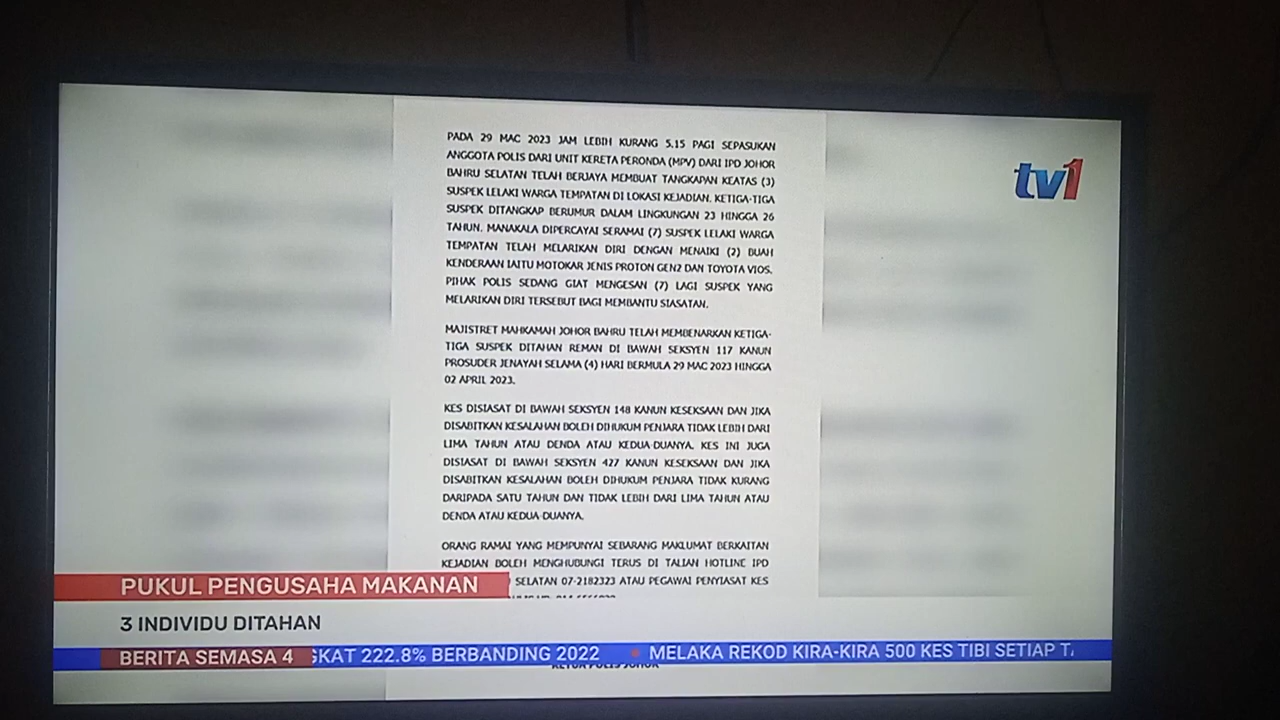 PADA 29 MAC 2023 JAM LEBIH KURANG 5.15 PAGI SEPASUKAN
ANGGOTA POLIS DARI UNIT KERETA PERONDA (MPV) DARI IPD JOHOR
BAHRU SELATAN TELAH BERJAYA MEMBUAT TANGKAPAN KEATAS (3)
SUSPEK LELAKI WARGA TEMPATAN DI LOKASI KEJADIAN. KETIGA-TIGA
SUSPEK DITANGKAP BERUMUR DALAM LINGKUNGAN 23 HINGGA 26
TAHUN. MANAKALA DIPERCAYAI SERAMAI (7) SUSPEK LELAKI WARGA
TEMPATAN TELAH MELARIKAN DIRI DENGAN MENAIKI (2) BUAH
KENDERAAN IAITU MOTOKAR JENIS PROTON GEN2 DAN TOYOTA VIOS.
PIHAK POLIS SEDANG GIAT MENGESAN (7) LAGI SUSPEK YANG
MELARIKAN DIRI TERSEBUT BAGI MEMBANTU SIASATAN.
MAJISTRET MAHKAMAH JOHOR BAHRU TELAH MEMBENARKAN KETIGA-
TIGA SUSPEK DITAHAN REMAN DI BAWAH SEKSYEN 117 KANUN
PROSUDER JENAYAH SELAMA (4) HARI BERMULA 29 MAC 2023 HINGGA
02 APRIL 2023.
KES DISIASAT DI BAWAH SEKSYEN 148 KANUN KESEKSAAN DAN JIKA
DISABITKAN KESALAHAN BOLEH DIHUKUM PENJARA TIDAK LEBIH DARI
LIMA TAHUN ATAU DENDA ATAU KEDUA-DUANYA. KES INI JUGA
DISIASAT DI BAWAH SEKSYEN 427 KANUN KESEKSAAN DAN JIKA
DISABITKAN KESALAHAN BOLEH DIHUKUM PENJARA TIDAK KURANG
DARIPADA SATU TAHUN DAN TIDAK LEBIH DARI LIMA TAHUN ATAU
DENDA ATAU KEDUA-DUANYA.
ORANG RAMAI YANG MEMPUNYAI SEBARANG MAKLUMAT BERKAITAN
KEJADIAN BOLEH MENGHUBUNGI TERUS DI TALIAN HOTLINE IPD
SELATAN 07-2182323 ATAU PEGAWAI PENYIASAT KES
tv1
PUKUL PENGUSAHA MAKANAN
3 INDIVIDU DITAHAN
BERITA SEMASA 4 GKAT 222.8% BERBANDING 2022 • MELAKA REKOD KIRA-KIRA 500 KES TIBI SETIAP TA